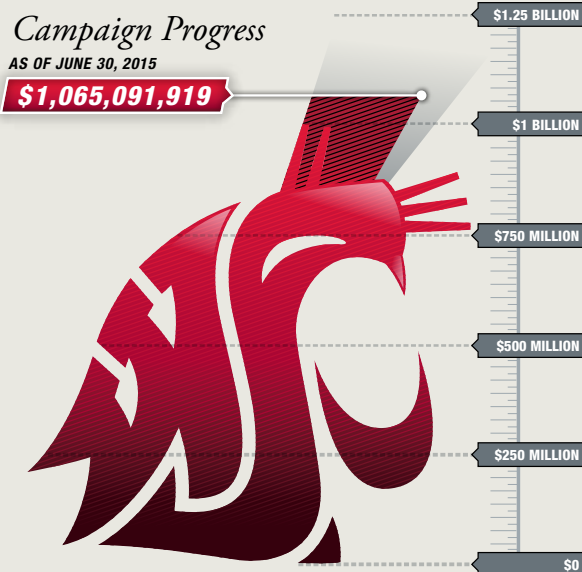 Campaign Progress
AS OF JUNE 30, 2015
$1,065,091,919
$1.25 BILLION
$1 BILLION
$750 MILLION
$500 MILLION
$250 MILLION
$0